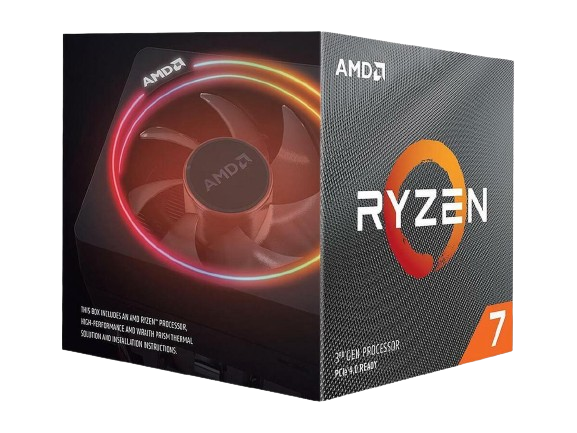 AMD
AMD
THIS BOX INCLUDES AN AMD RYZEN™ PROCESSOR,
HIGH-PERFORMANCE AMD WRAITH PRISM THERMAL
SOLUTION AND INSTALLATION INSTRUCTIONS.
AMD
RYZEN
3RD GEN PROCESSOR
PCIe 4.0 READY
7